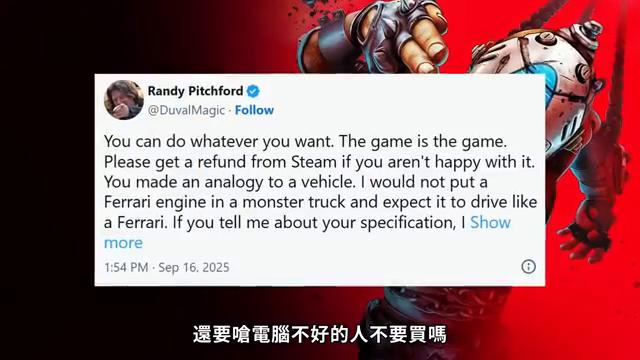 Randy Pitchford
@DuvalMagic · Follow
You can do whatever you want. The game is the game.
Please get a refund from Steam if you aren't happy with it.
You made an analogy to a vehicle. I would not put a
Ferrari engine in a monster truck and expect it to drive like
a Ferrari. If you tell me about your specification, I Show
more
1:54 PM · Sep 16, 2025
還要嗆電腦不好的人不要買嗎